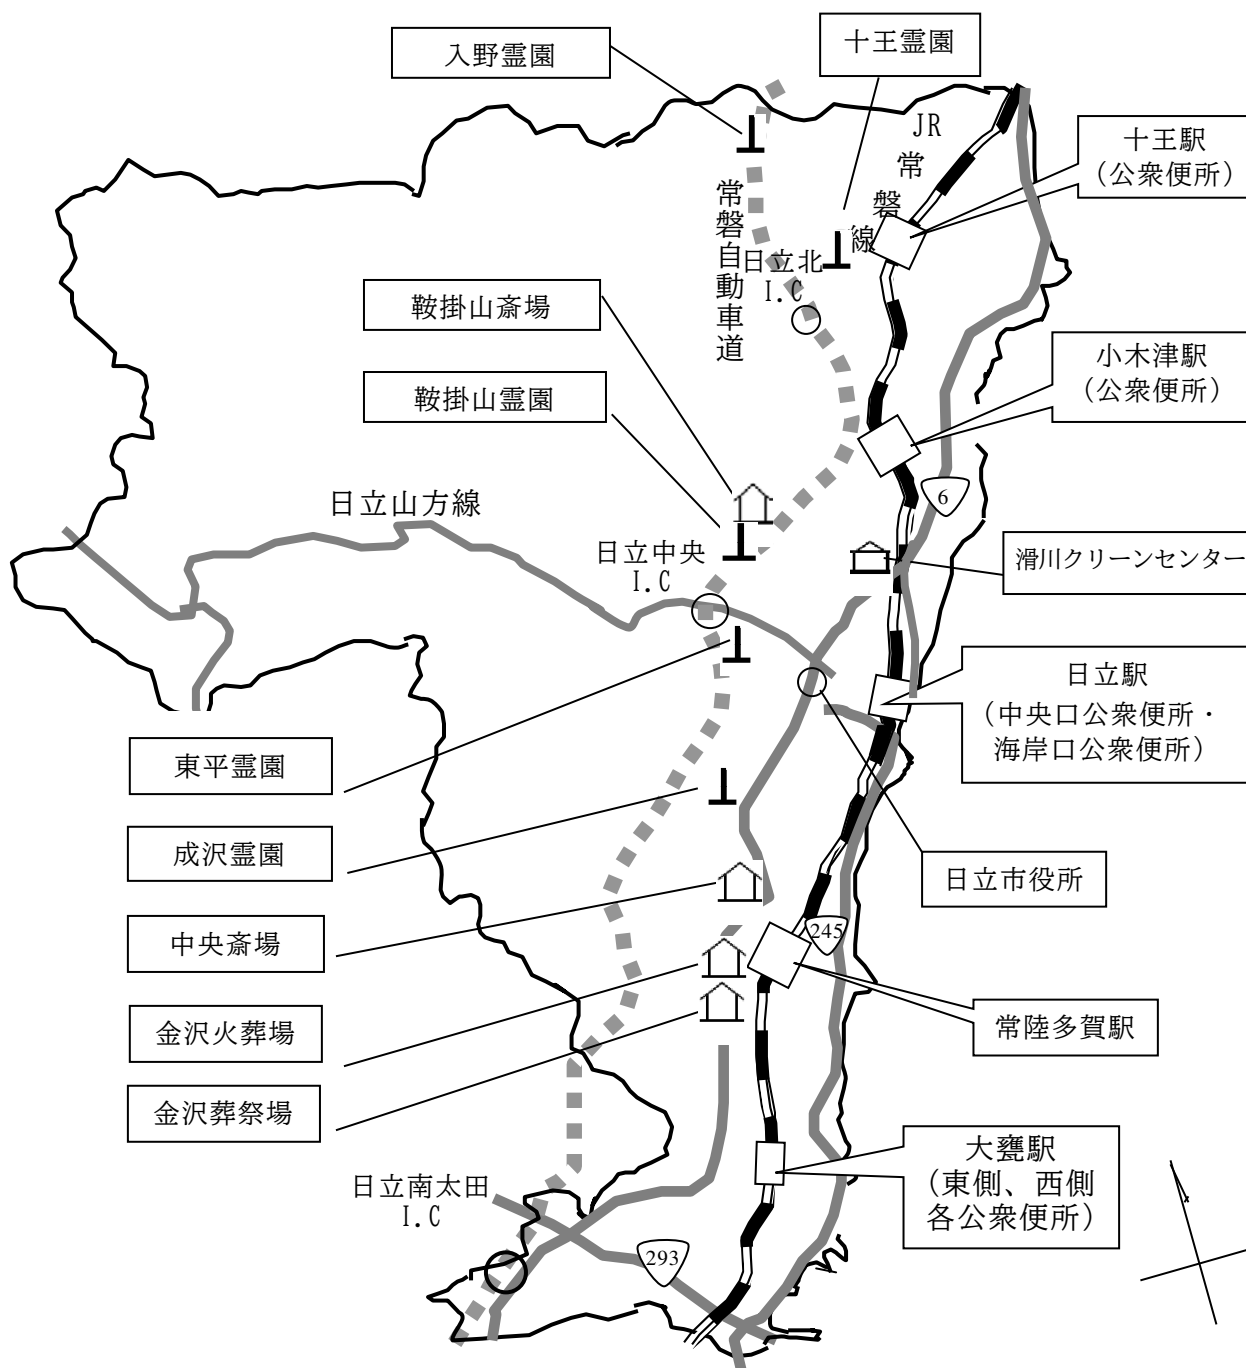 入野霊園
十王霊園
JR
常
磐
線
十王駅
（公衆便所）
常磐自動車道
日立北
I.C
鞍掛山斎場
小木津駅
（公衆便所）
鞍掛山霊園
日立山方線
6
日立中央
I.C
滑川クリーンセンター
日立駅
（中央口公衆便所・
海岸口公衆便所）
東平霊園
成沢霊園
日立市役所
中央斎場
245
金沢火葬場
常陸多賀駅
金沢葬祭場
大甕駅
（東側、西側
各公衆便所）
日立南太田
I.C
293